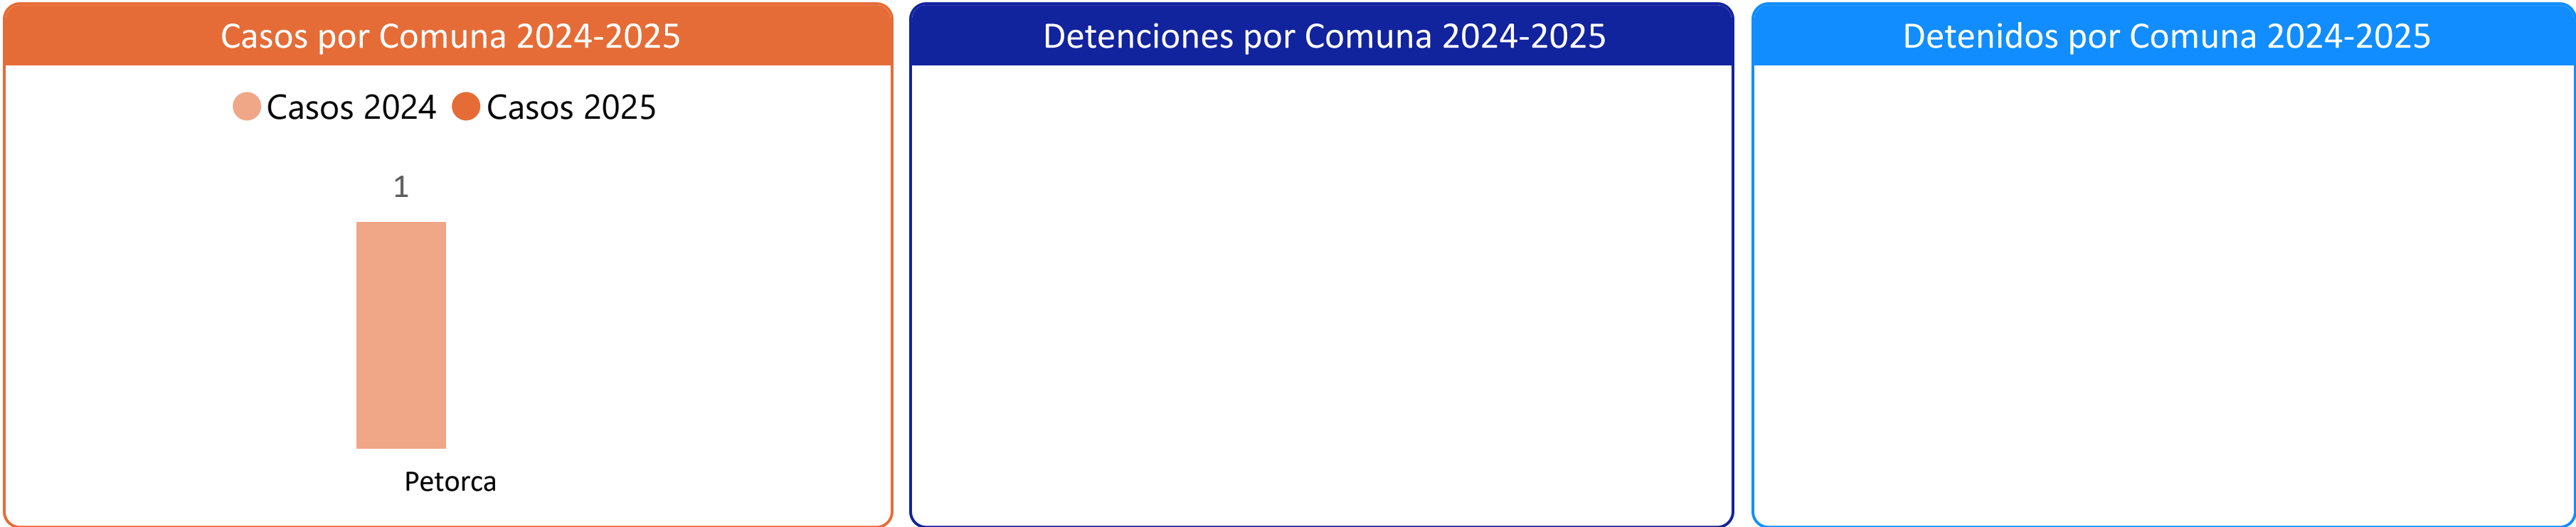 Casos por Comuna 2024-2025
Casos 2024 Casos 2025
1
Petorca
Detenciones por Comuna 2024-2025
Detenidos por Comuna 2024-2025